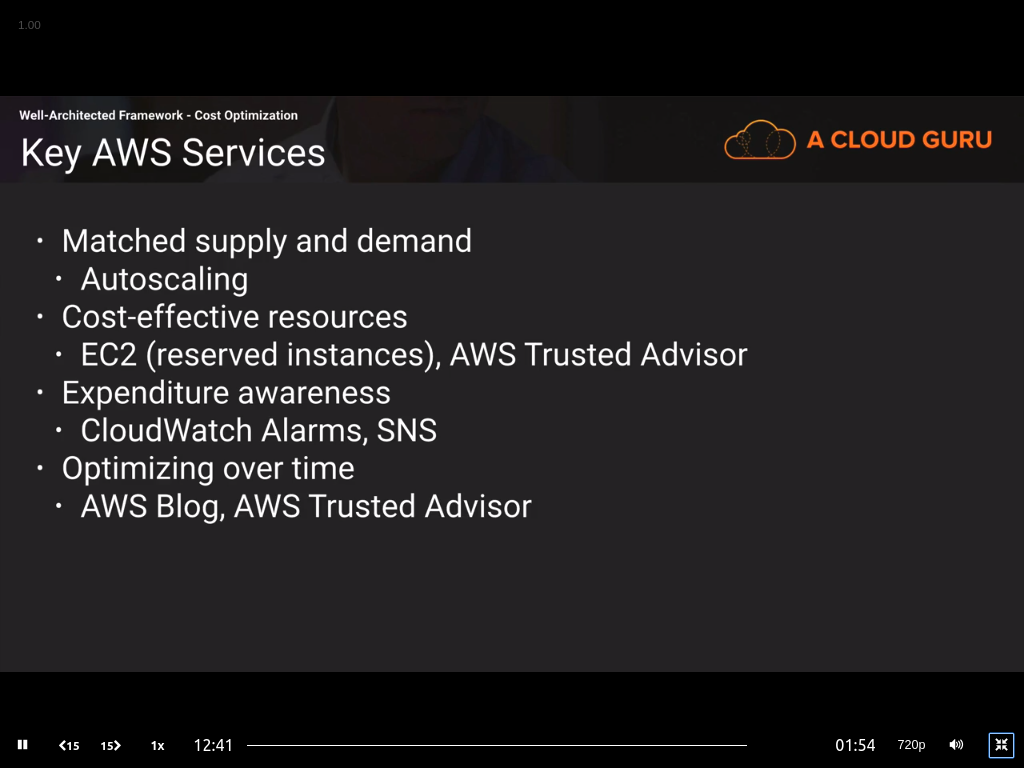 1.00
Well-Architected Framework - Cost Optimization
Key AWS Services
A CLOUD GURU
• Matched supply and demand
• Autoscaling
• Cost-effective resources
• EC2 (reserved instances), AWS Trusted Advisor
• Expenditure awareness
• CloudWatch Alarms, SNS
• Optimizing over time
• AWS Blog, AWS Trusted Advisor
15 15 1x 12:41 01:54 720p